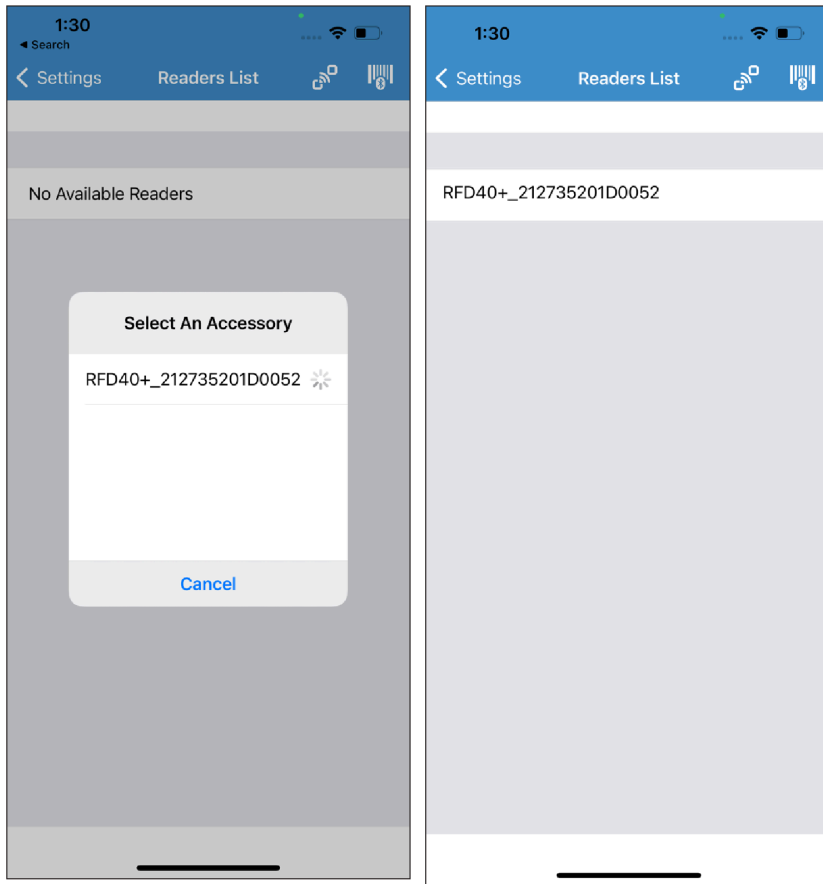 1:30
Search
Settings
Readers List
No Available Readers
Select An Accessory
RFD40+_212735201D0052
Cancel
1:30
Settings
Readers List
RFD40+_212735201D0052